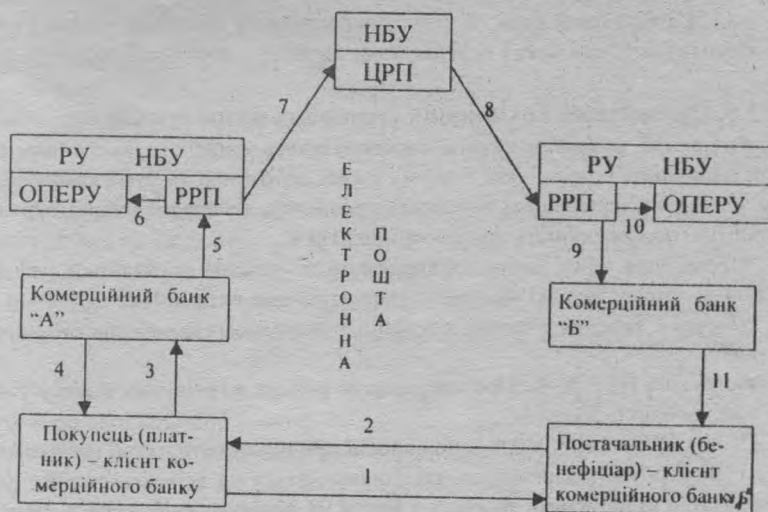 НБУ
ЦРП
7
8
РУ НБУ
ОПЕРУ
РРП
6
5
РУ НБУ
РРП
ОПЕРУ
10
9
ЕЛЕКТРОННА
ПОШТА
Комерційний банк
“А”
Комерційний банк
“Б”
4
3
11
Покупець (плат-
ник) – клієнт ко-
мерційного банку
2
1
Постачальник (бе-
нефіціар) – клієнт
комерційного банку